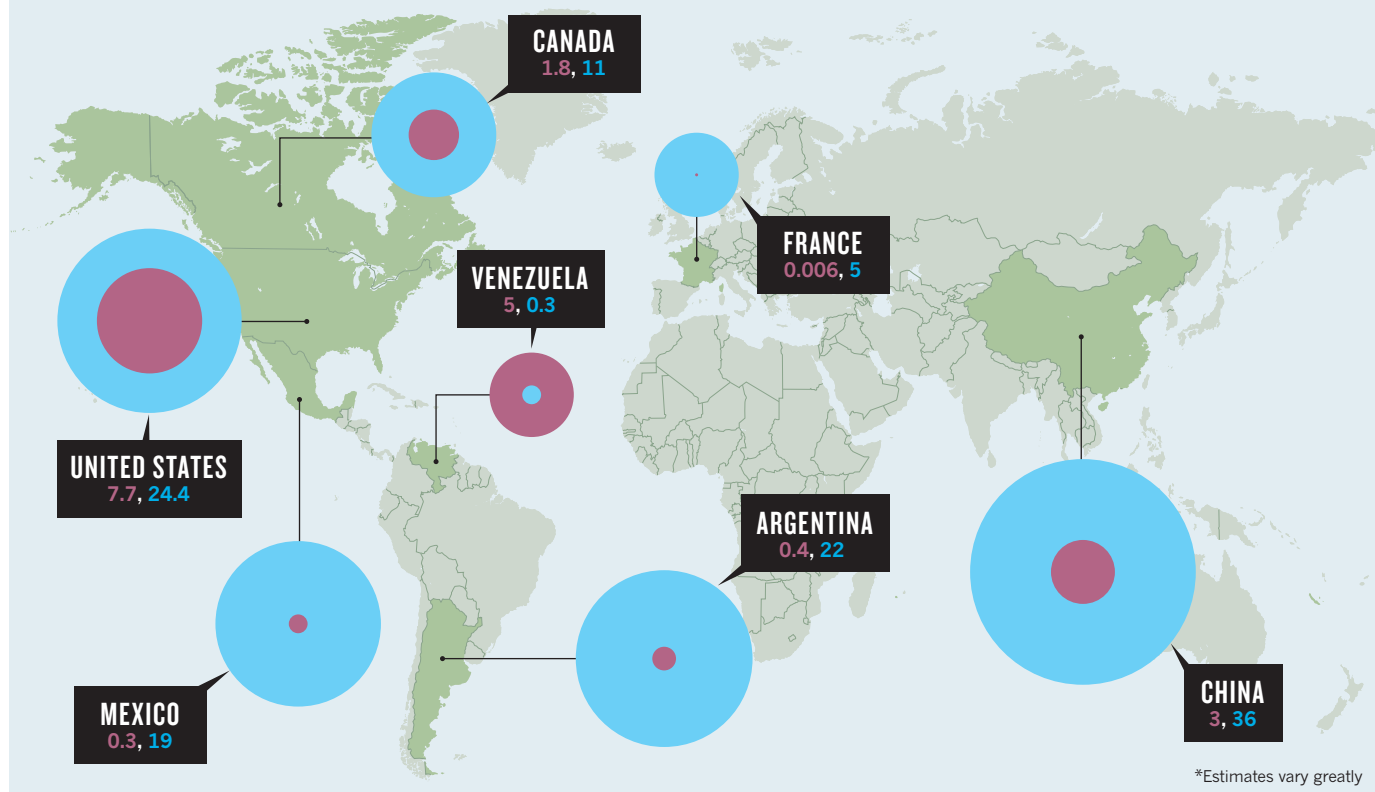 CANADA
1.8, 11
FRANCE
0.006, 5
VENEZUELA
5, 0.3
UNITED STATES
7.7, 24.4
ARGENTINA
0.4, 22
MEXICO
0.3, 19
CHINA
3, 36
*Estimates vary greatly